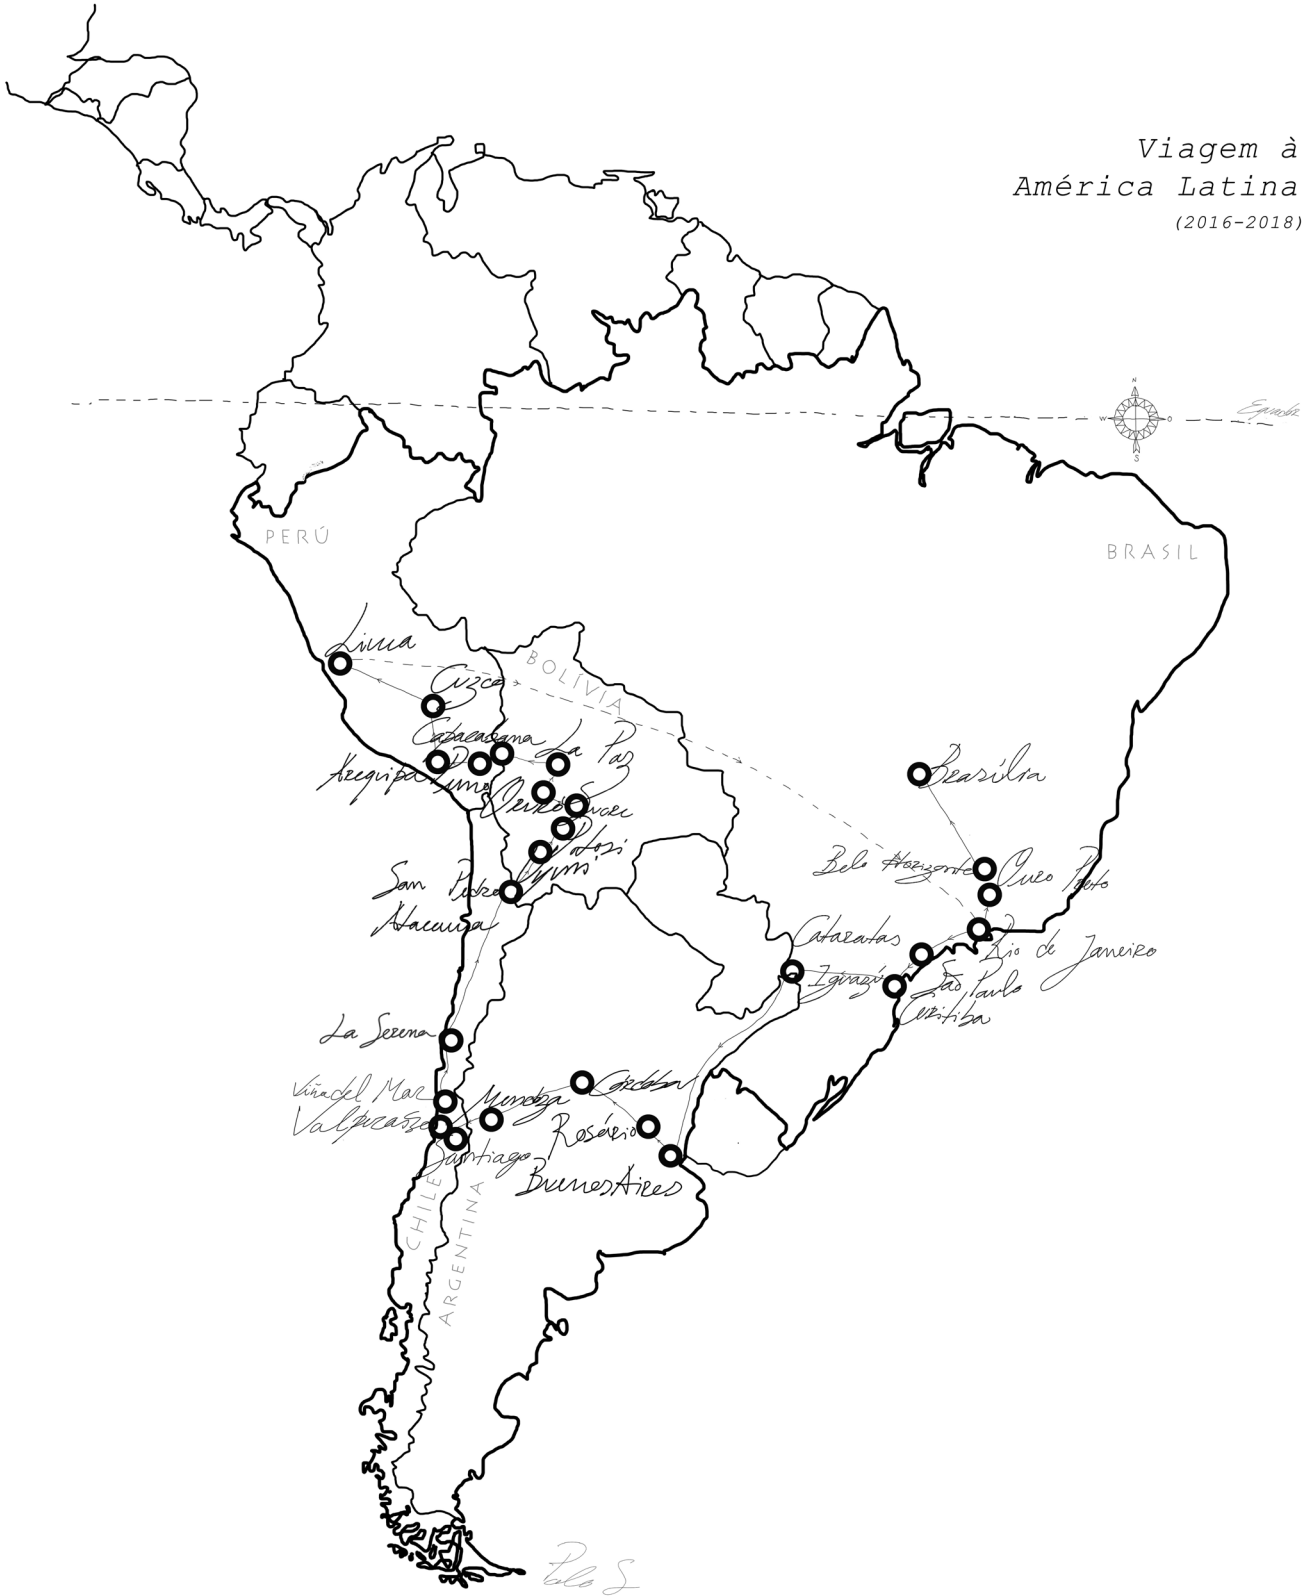 Viagem à
América Latina
(2016-2018)
N
W
O
S
Equador
PERÚ
BRASIL
Lima
BOLÍVIA
Cuzco
Copacabana
La Paz
Arequipa
Puno
Oruro
Sucre
Potosi
Uyuni
San Pedro
Atacama
Brasília
Belo Horizonte
Ouro Preto
Rio de Janeiro
São Paulo
Curitiba
Cataratas
Iguazú
La Serena
Viña del Mar
Valparaíso
Santiago
Mendoza
Córdoba
Rosário
Buenos Aires
CHILE
ARGENTINA